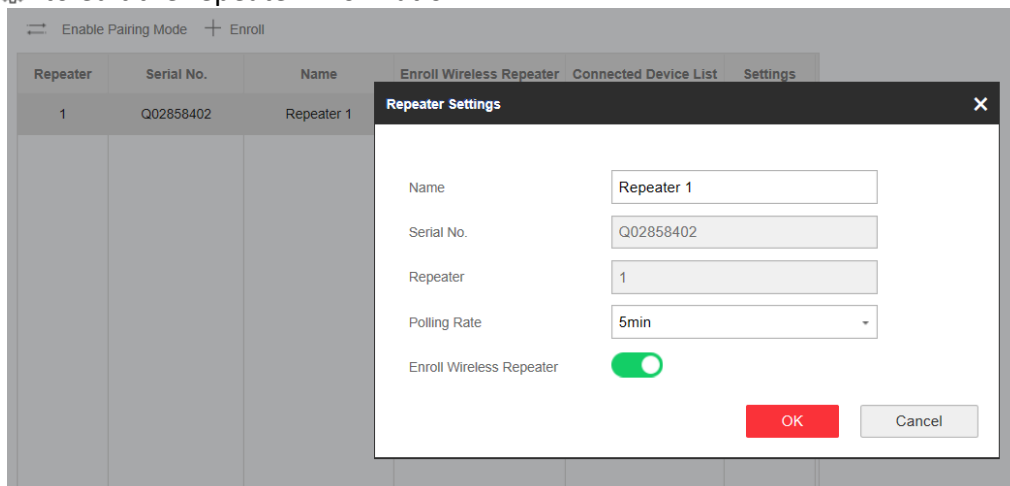 Enable Pairing Mode + Enroll
Repeater Serial No. Name Enroll Wireless Repeater Connected Device List Settings
1 Q02858402 Repeater 1
Repeater Settings ×
Name Repeater 1
Serial No. Q02858402
Repeater 1
Polling Rate 5min
Enroll Wireless Repeater
OK Cancel